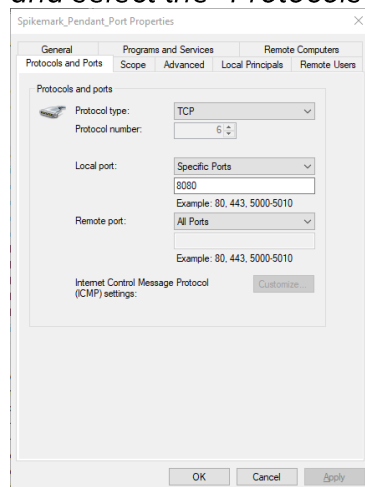 and select the "Protocols
Spikemark_Pendant_Port Properties
General Programs and Services Remote Computers
Protocols and Ports Scope Advanced Local Principals Remote Users
Protocols and ports
Protocol type: TCP
Protocol number: 6
Local port: Specific Ports
8080
Example: 80, 443, 5000-5010
Remote port: All Ports
Example: 80, 443, 5000-5010
Internet Control Message Protocol Customize...
(ICMP) settings:
OK Cancel Apply